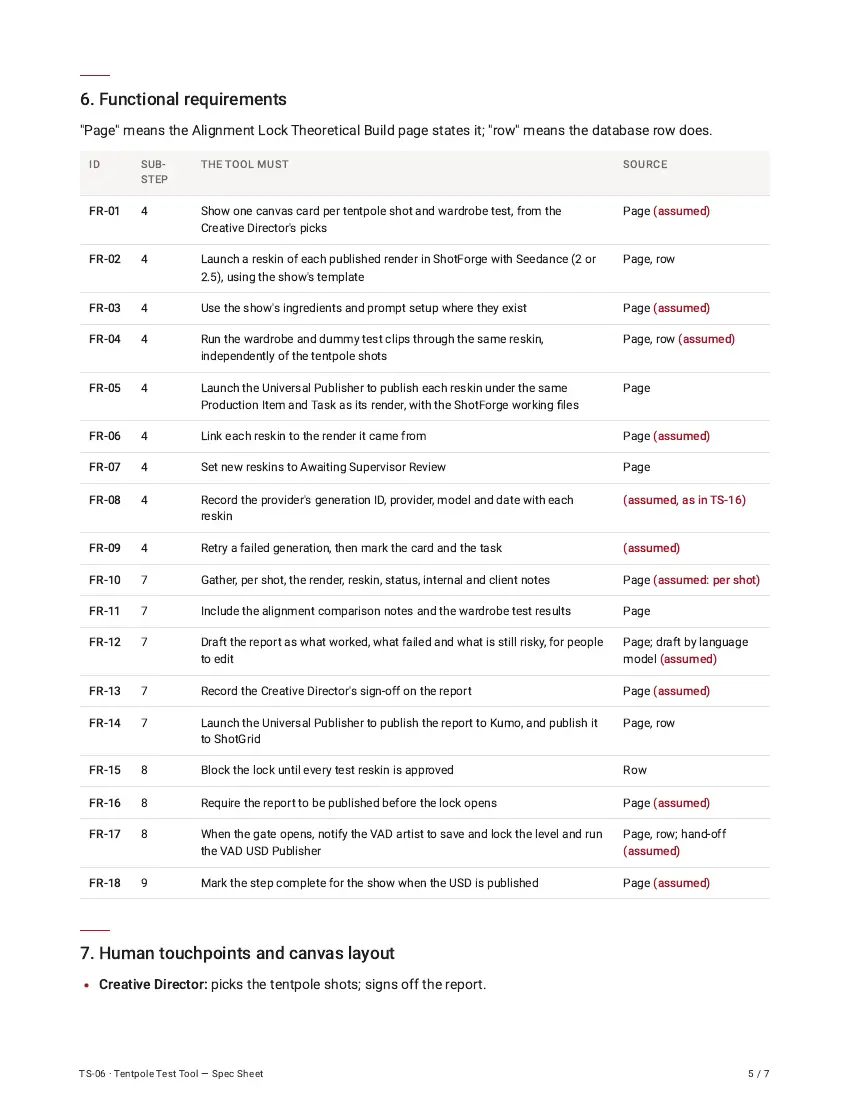 6. Functional requirements
"Page" means the Alignment Lock Theoretical Build page states it; "row" means the database row does.
ID SUB- THE TOOL MUST SOURCE
STEP
FR-01 4 Show one canvas card per tentpole shot and wardrobe test, from the Page (assumed)
Creative Director's picks
FR-02 4 Launch a reskin of each published render in ShotForge with Seedance (2 or Page, row
2.5), using the show's template
FR-03 4 Use the show's ingredients and prompt setup where they exist Page (assumed)
FR-04 4 Run the wardrobe and dummy test clips through the same reskin, Page, row (assumed)
independently of the tentpole shots
FR-05 4 Launch the Universal Publisher to publish each reskin under the same Page
Production Item and Task as its render, with the ShotForge working files
FR-06 4 Link each reskin to the render it came from Page (assumed)
FR-07 4 Set new reskins to Awaiting Supervisor Review Page
FR-08 4 Record the provider's generation ID, provider, model and date with each (assumed, as in TS-16)
reskin
FR-09 4 Retry a failed generation, then mark the card and the task (assumed)
FR-10 7 Gather, per shot, the render, reskin, status, internal and client notes Page (assumed: per shot)
FR-11 7 Include the alignment comparison notes and the wardrobe test results Page
FR-12 7 Draft the report as what worked, what failed and what is still risky, for people Page; draft by language
to edit model (assumed)
FR-13 7 Record the Creative Director's sign-off on the report Page (assumed)
FR-14 7 Launch the Universal Publisher to publish the report to Kumo, and publish it Page, row
to ShotGrid
FR-15 8 Block the lock until every test reskin is approved Row
FR-16 8 Require the report to be published before the lock opens Page (assumed)
FR-17 8 When the gate opens, notify the VAD artist to save and lock the level and run Page, row; hand-off
the VAD USD Publisher (assumed)
FR-18 9 Mark the step complete for the show when the USD is published Page (assumed)
7. Human touchpoints and canvas layout
• Creative Director: picks the tentpole shots; signs off the report.
TS-06 · Tentpole Test Tool — Spec Sheet 5 / 7